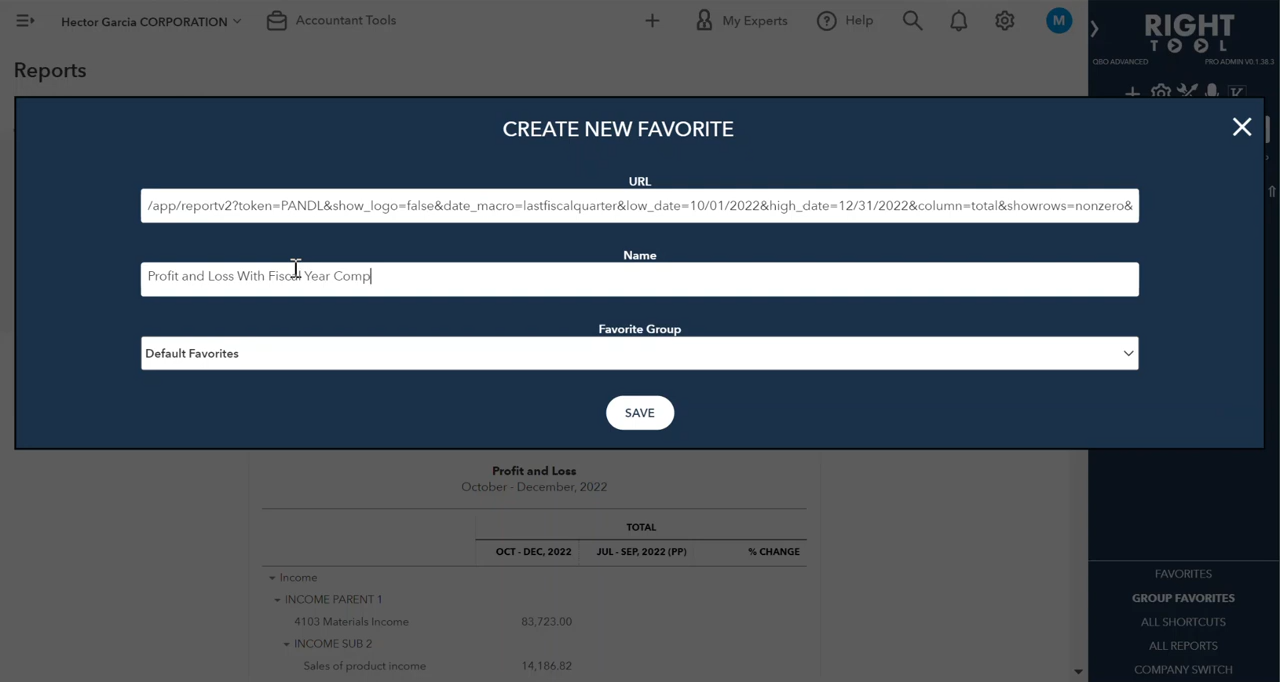 Hector Garcia CORPORATION
Accountant Tools
My Experts
Help
M
RIGHT
TOOL
QBO ADVANCED
PRO ADMIN V0.1.38.3
Reports
CREATE NEW FAVORITE
URL
/app/reportv2?token=PANDL&show_logo=false&date_macro=lastfiscalquarter&low_date=10/01/2022&high_date=12/31/2022&column=total&showrows=nonzero&
Name
Profit and Loss With Fiscal Year Comp
Favorite Group
Default Favorites
SAVE
Profit and Loss
October - December, 2022
TOTAL
OCT - DEC, 2022 JUL - SEP, 2022 (PP) % CHANGE
Income
INCOME PARENT 1
4103 Materials Income 83,723.00
INCOME SUB 2
Sales of product income 14,186.82
FAVORITES
GROUP FAVORITES
ALL SHORTCUTS
ALL REPORTS
COMPANY SWITCH